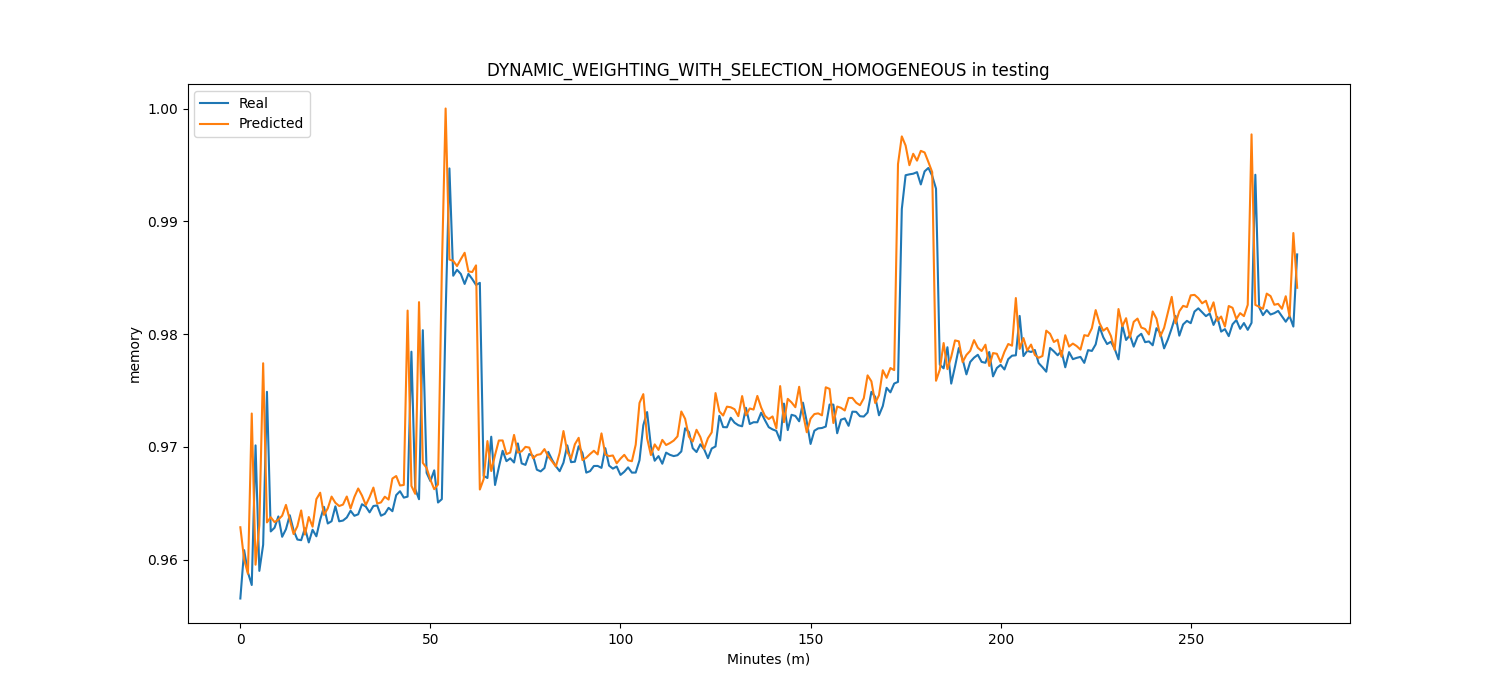 DYNAMIC_WEIGHTING_WITH_SELECTION_HOMOGENEOUS in testing
Real
Predicted
1.00
0.99
0.98
0.97
0.96
memory
0
50
100
150
200
250
Minutes (m)